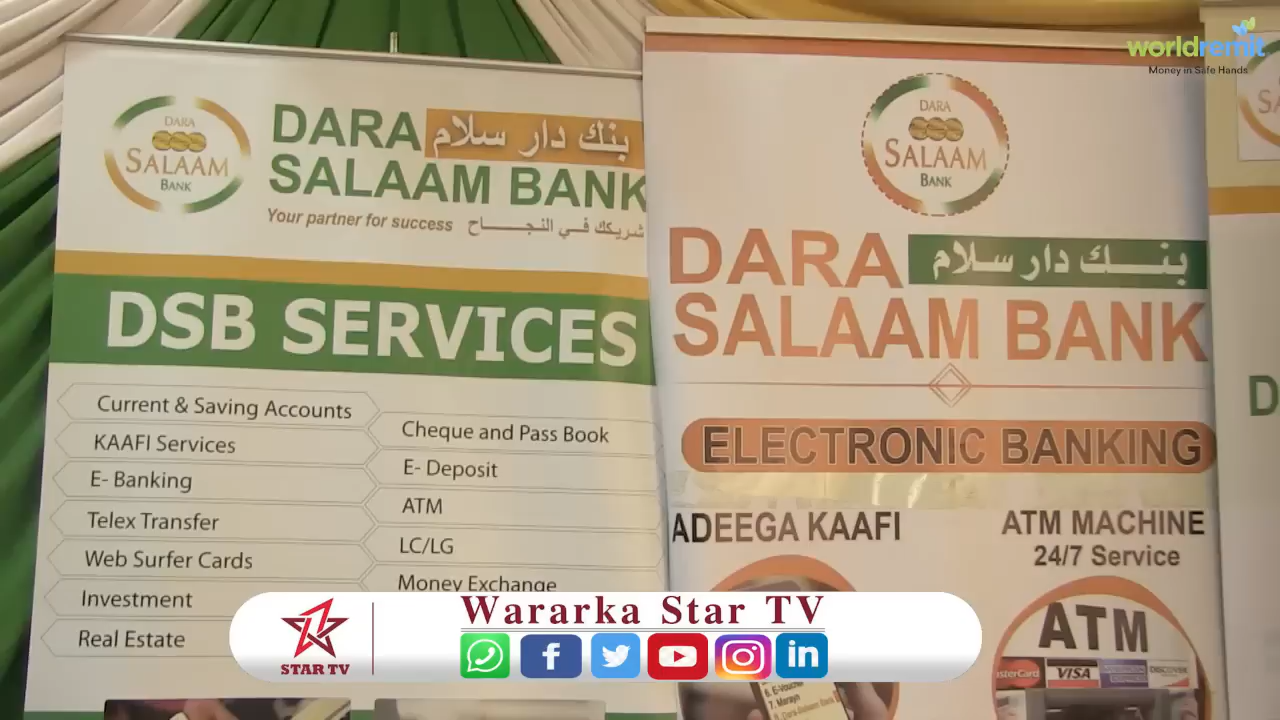 DARA
SALAAM
BANK
DARA بنك دار سلام
SALAAM BANK
Your partner for success شريكك في النجاح
DSB SERVICES
Current & Saving Accounts
KAAFI Services
E- Banking
Telex Transfer
Web Surfer Cards
Investment
Real Estate
Cheque and Pass Book
E- Deposit
ATM
LC/LG
Money Exchange
DARA
SALAAM
BANK
DARA بنك دار سلام
SALAAM BANK
ELECTRONIC BANKING
ADEEGA KAAFI
ATM MACHINE
24/7 Service
ATM
VISA
worldremit
Money in Safe Hands
D
STAR TV
Wararka Star TV